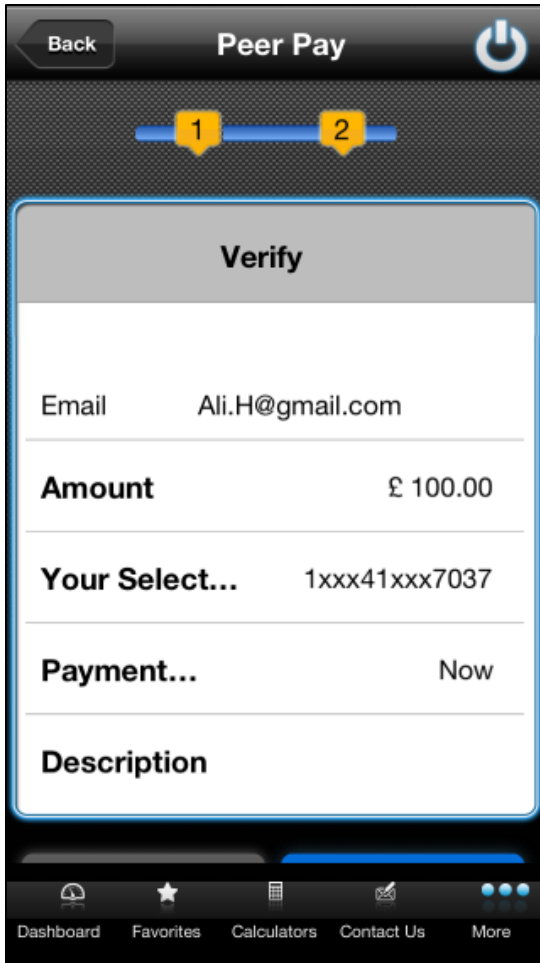 Back Peer Pay
1 2
Verify
Email Ali.H@gmail.com
Amount £ 100.00
Your Select... 1xxx41xxx7037
Payment... Now
Description
Dashboard Favorites Calculators Contact Us More